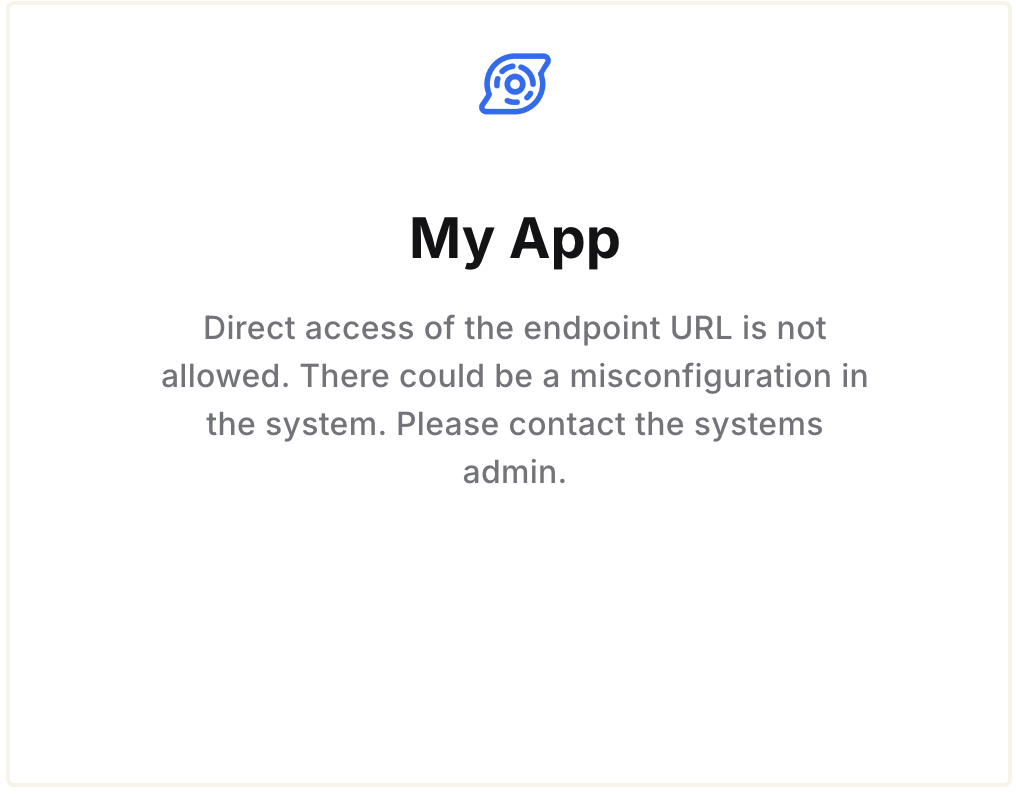 My App
Direct access of the endpoint URL is not
allowed. There could be a misconfiguration in
the system. Please contact the systems
admin.